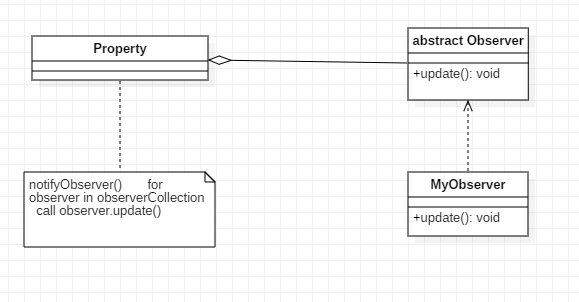 Property
abstract Observer
+update(): void
notifyObserver() for
observer in observerCollection
call observer.update()
MyObserver
+update(): void